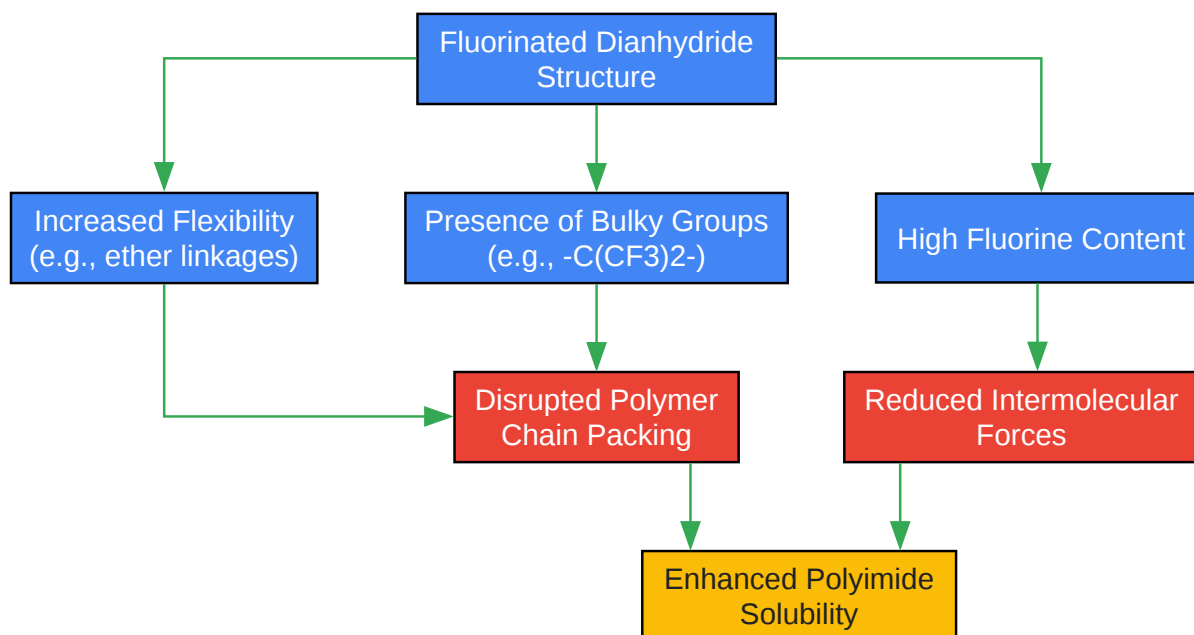 Fluorinated Dianhydride
Structure
Increased Flexibility
(e.g., ether linkages)
Presence of Bulky Groups
(e.g., -C(CF3)2-)
High Fluorine Content
Disrupted Polymer
Chain Packing
Reduced Intermolecular
Forces
Enhanced Polyimide
Solubility